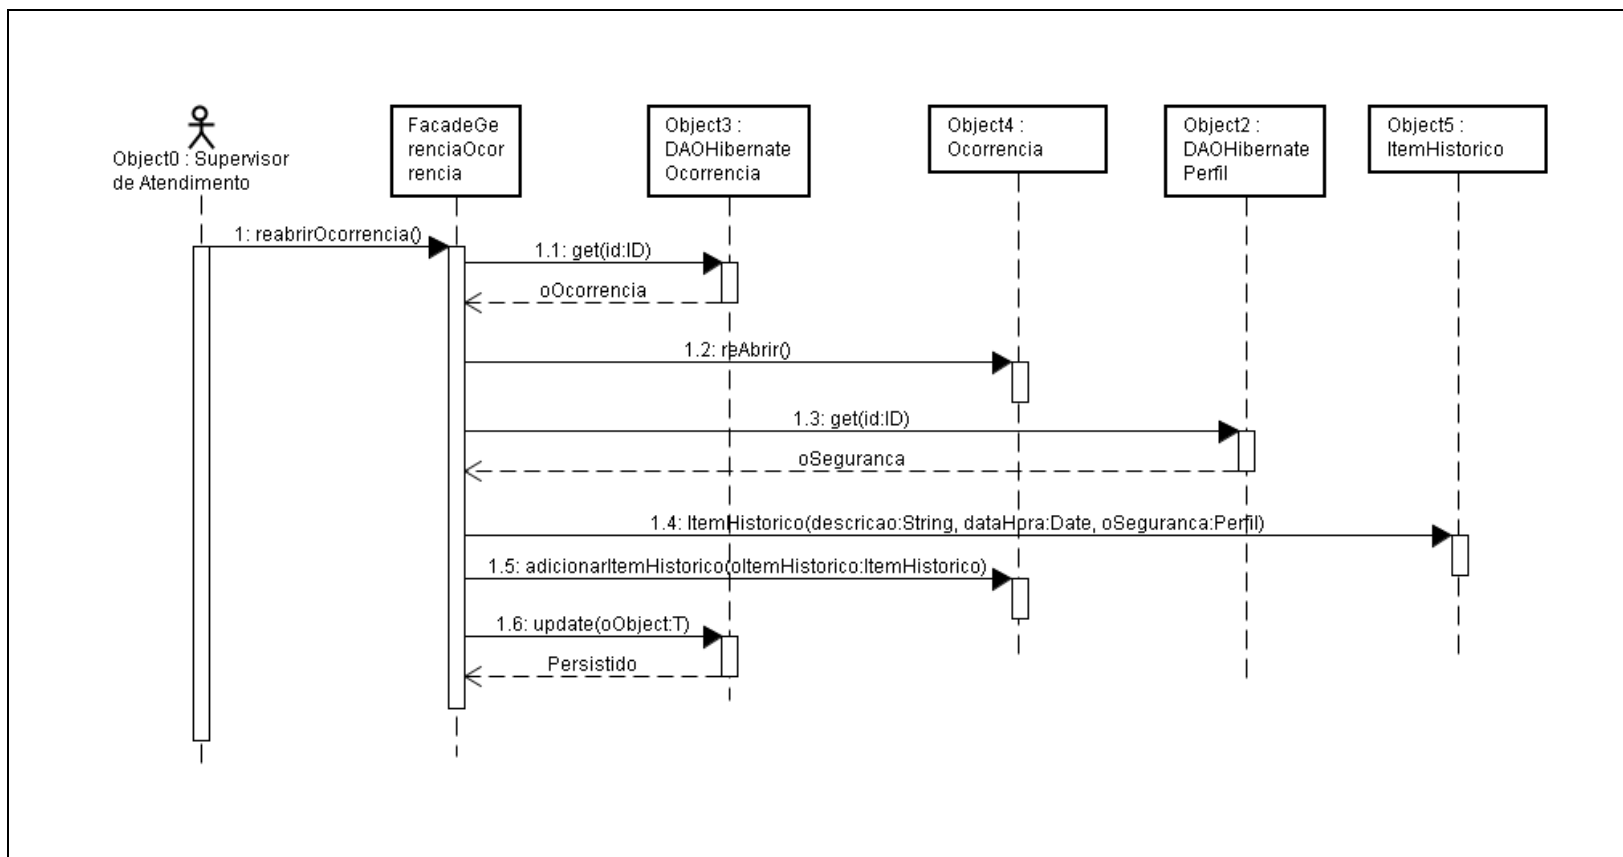 Object0 : Supervisor
de Atendimento
FacadeGe
renciaOcor
rencia
Object3 :
DAOHibernate
Ocorrencia
Object4 :
Ocorrencia
Object2 :
DAOHibernate
Perfil
Object5 :
ItemHistorico
1: reabrirOcorrencia()
1.1: get(id:ID)
oOcorrencia
1.2: reAbrir()
1.3: get(id:ID)
oSeguranca
1.4: ItemHistorico(descricao:String, dataHora:Date, oSeguranca:Perfil)
1.5: adicionarItemHistorico(oItemHistorico:ItemHistorico)
1.6: update(oObject:T)
Persistido